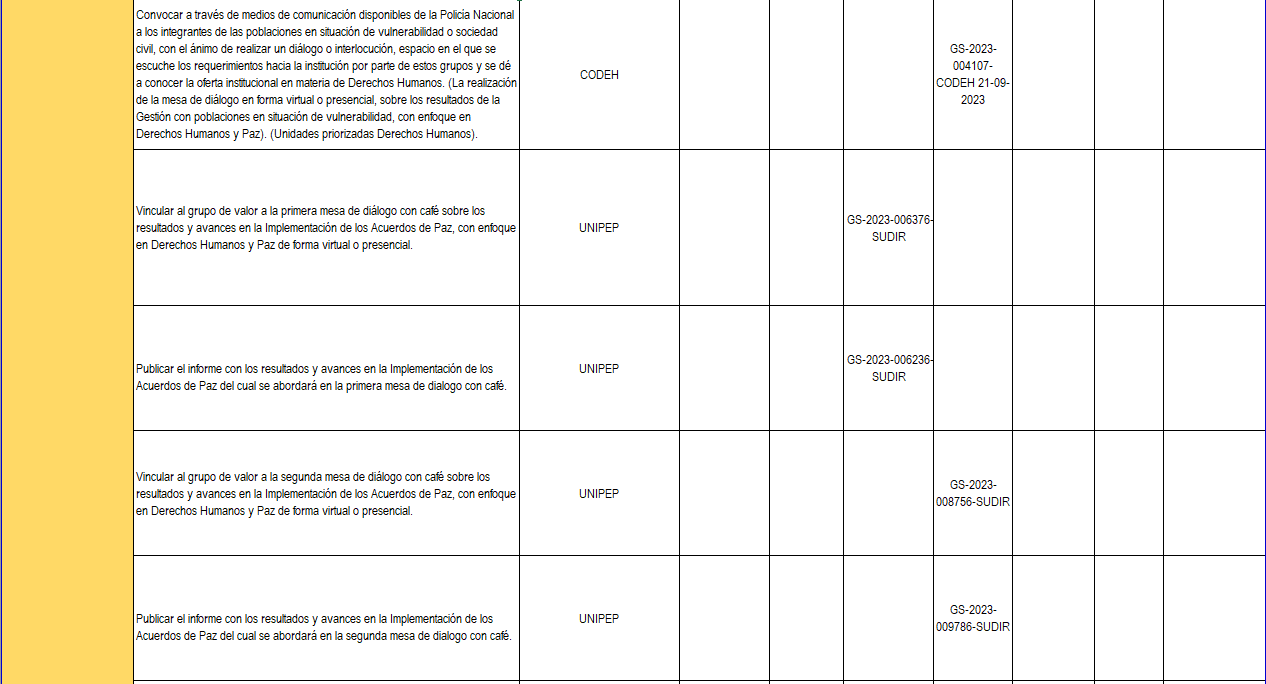 Convocar a través de medios de comunicación disponibles de la Policía Nacional
a los integrantes de las poblaciones en situación de vulnerabilidad o sociedad
civil, con el ánimo de realizar un diálogo o interlocución, espacio en el que se
escuche los requerimientos hacia la institución por parte de estos grupos y se dé
a conocer la oferta institucional en materia de Derechos Humanos. (La realización
de la mesa de diálogo en forma virtual o presencial, sobre los resultados de la
Gestión con poblaciones en situación de vulnerabilidad, con enfoque en
Derechos Humanos y Paz). (Unidades priorizadas Derechos Humanos).
CODEH
GS-2023-
004107-
CODEH 21-09-
2023
Vincular al grupo de valor a la primera mesa de diálogo con café sobre los
resultados y avances en la Implementación de los Acuerdos de Paz, con enfoque
en Derechos Humanos y Paz de forma virtual o presencial.
UNIPEP
GS-2023-006376-
SUDIR
Publicar el informe con los resultados y avances en la Implementación de los
Acuerdos de Paz del cual se abordará en la primera mesa de dialogo con café.
UNIPEP
GS-2023-006236-
SUDIR
Vincular al grupo de valor a la segunda mesa de diálogo con café sobre los
resultados y avances en la Implementación de los Acuerdos de Paz, con enfoque
en Derechos Humanos y Paz de forma virtual o presencial.
UNIPEP
GS-2023-
008756-SUDIR
Publicar el informe con los resultados y avances en la Implementación de los
Acuerdos de Paz del cual se abordará en la segunda mesa de dialogo con café.
UNIPEP
GS-2023-
009786-SUDIR